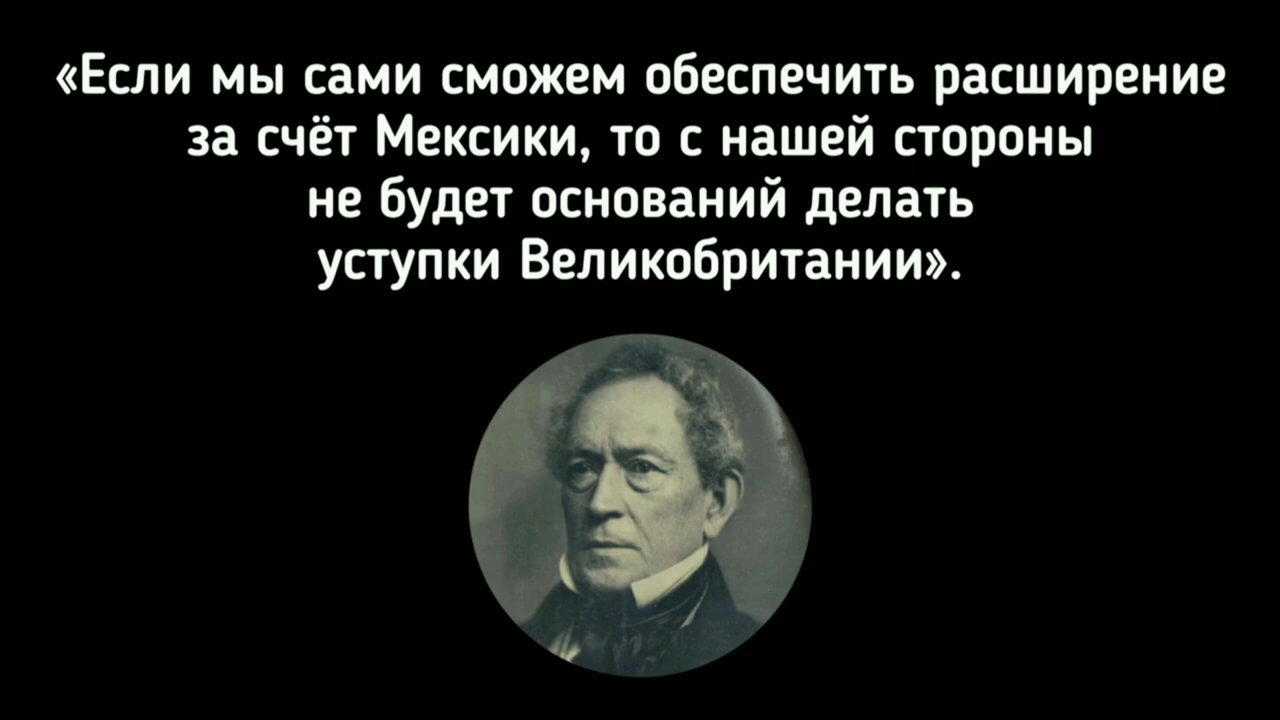 «Если мы сами сможем обеспечить расширение
за счёт Мексики, то с нашей стороны
не будет оснований делать
уступки Великобритании».